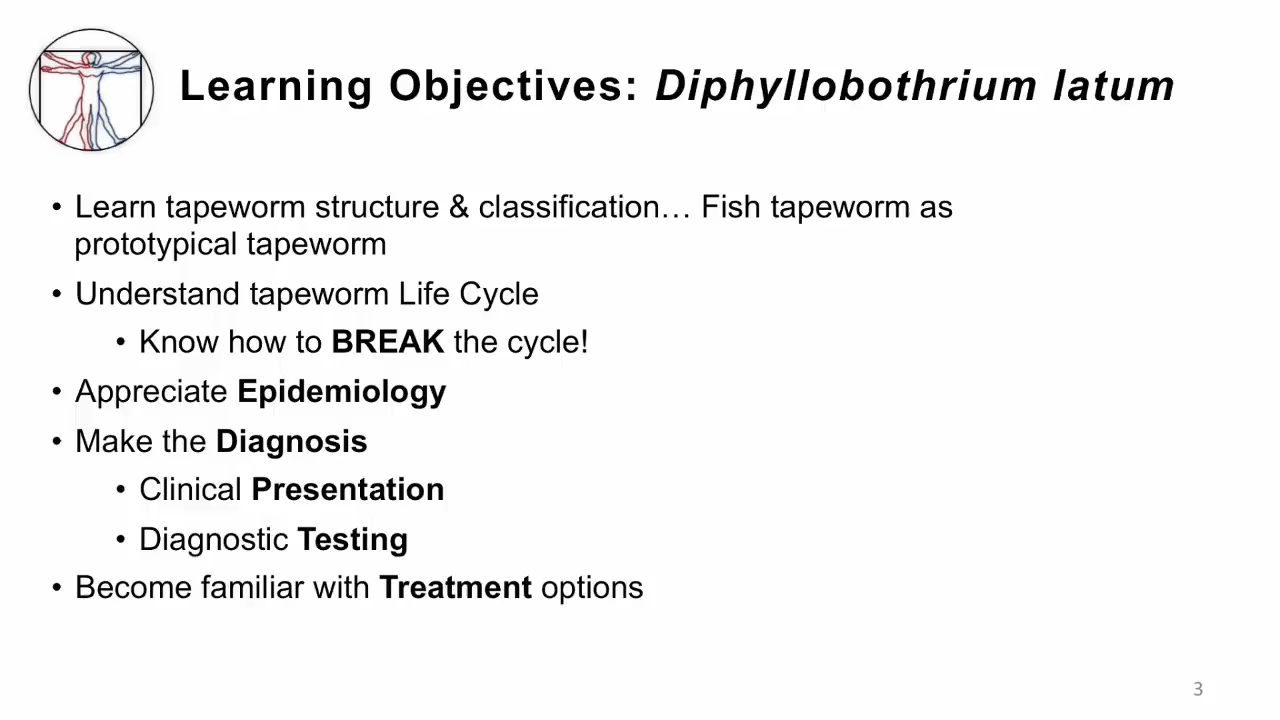 Learning Objectives: Diphyllobothrium latum
• Learn tapeworm structure & classification… Fish tapeworm as
prototypical tapeworm
• Understand tapeworm Life Cycle
• Know how to BREAK the cycle!
• Appreciate Epidemiology
• Make the Diagnosis
• Clinical Presentation
• Diagnostic Testing
• Become familiar with Treatment options
3